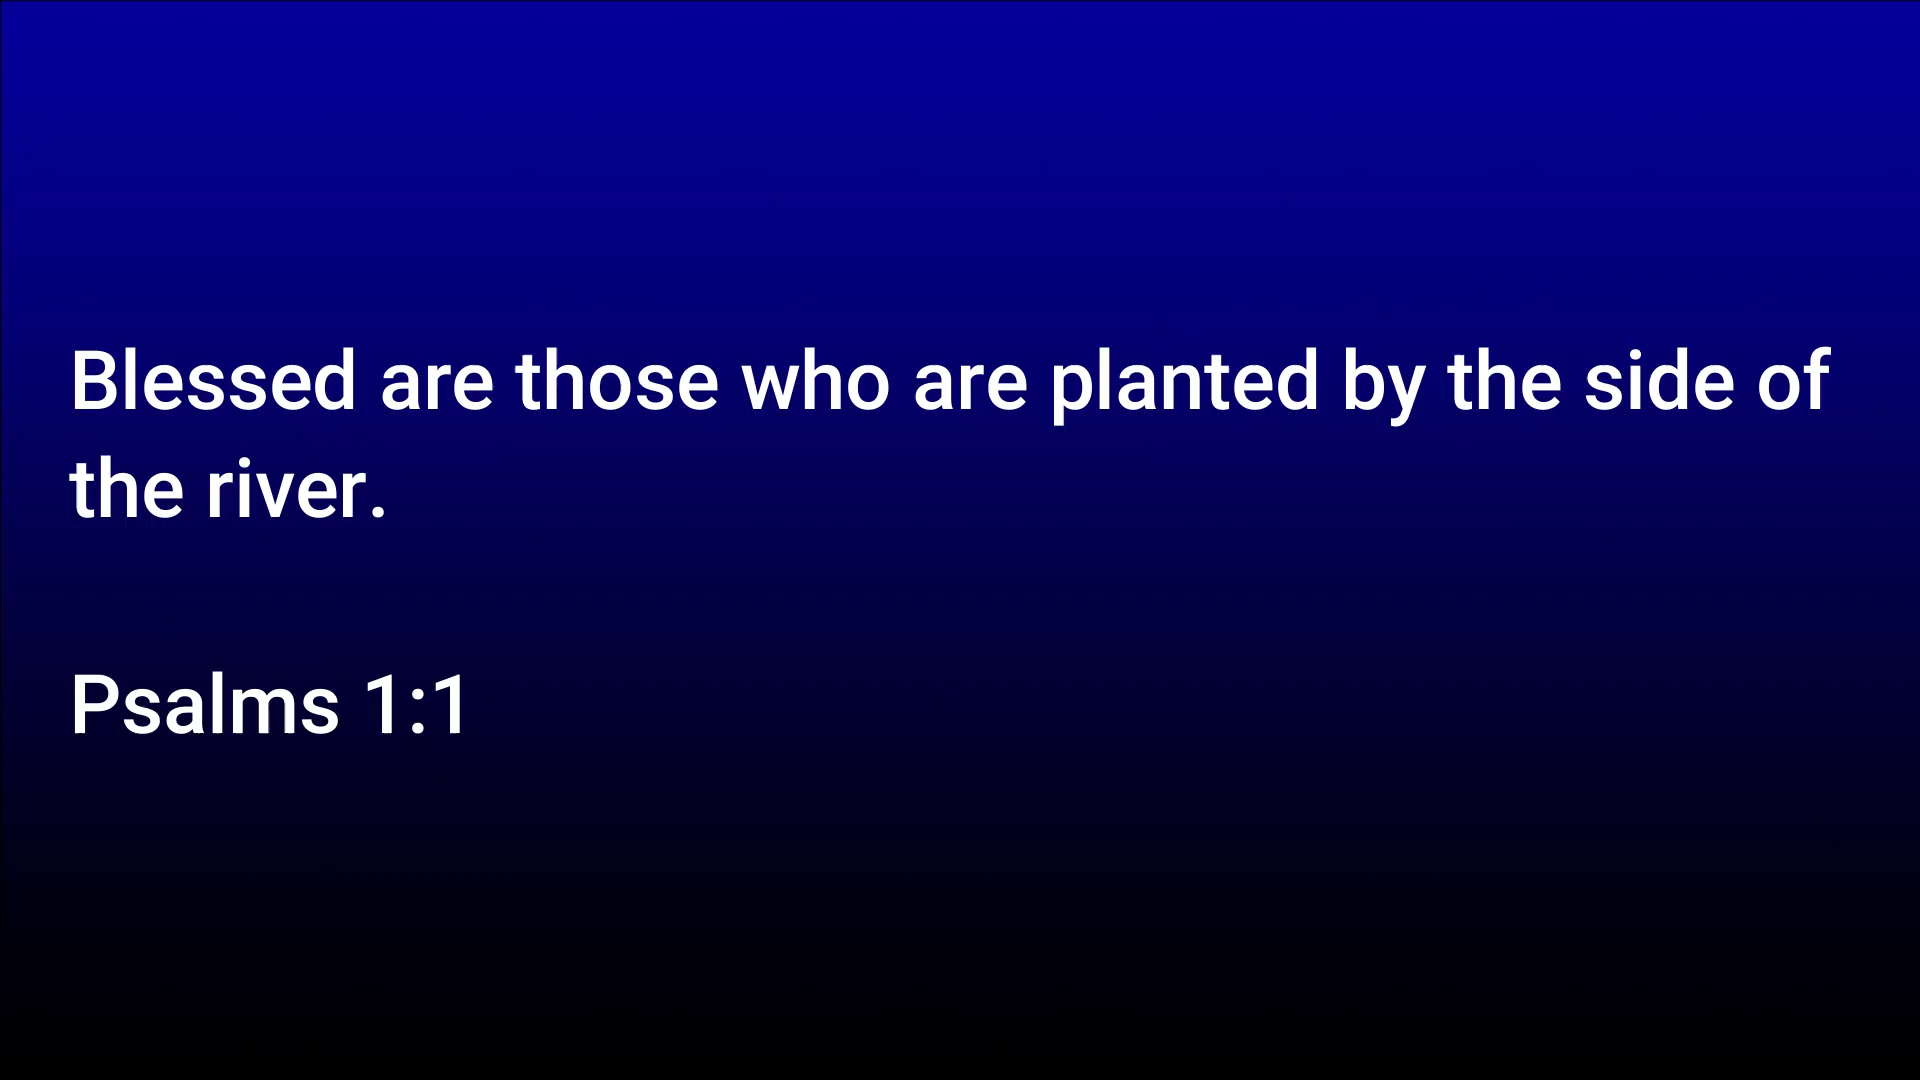 Blessed are those who are planted by the side of
the river.
Psalms 1:1